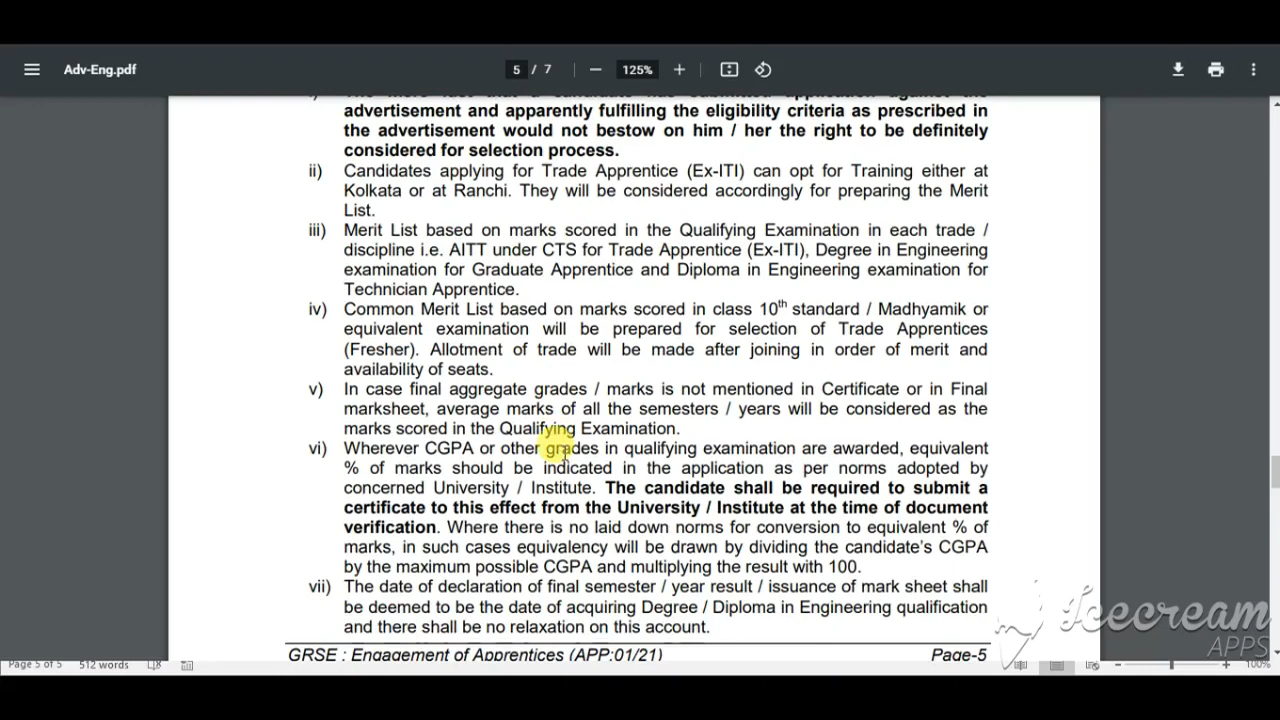 Adv-Eng.pdf
5 / 7
125%
advertisement and apparently fulfilling the eligibility criteria as prescribed in
the advertisement would not bestow on him / her the right to be definitely
considered for selection process.
ii) Candidates applying for Trade Apprentice (Ex-ITI) can opt for Training either at
Kolkata or at Ranchi. They will be considered accordingly for preparing the Merit
List.
iii) Merit List based on marks scored in the Qualifying Examination in each trade /
discipline i.e. AITT under CTS for Trade Apprentice (Ex-ITI), Degree in Engineering
examination for Graduate Apprentice and Diploma in Engineering examination for
Technician Apprentice.
iv) Common Merit List based on marks scored in class 10th standard / Madhyamik or
equivalent examination will be prepared for selection of Trade Apprentices
(Fresher). Allotment of trade will be made after joining in order of merit and
availability of seats.
v) In case final aggregate grades / marks is not mentioned in Certificate or in Final
marksheet, average marks of all the semesters / years will be considered as the
marks scored in the Qualifying Examination.
vi) Wherever CGPA or other grades in qualifying examination are awarded, equivalent
% of marks should be indicated in the application as per norms adopted by
concerned University / Institute. The candidate shall be required to submit a
certificate to this effect from the University / Institute at the time of document
verification. Where there is no laid down norms for conversion to equivalent % of
marks, in such cases equivalency will be drawn by dividing the candidate's CGPA
by the maximum possible CGPA and multiplying the result with 100.
vii) The date of declaration of final semester / year result / issuance of mark sheet shall
be deemed to be the date of acquiring Degree / Diploma in Engineering qualification
and there shall be no relaxation on this account.
GRSE : Engagement of Apprentices (APP:01/21) Page-5
Page 5 of 5 512 words 100%
Icecream
APPS